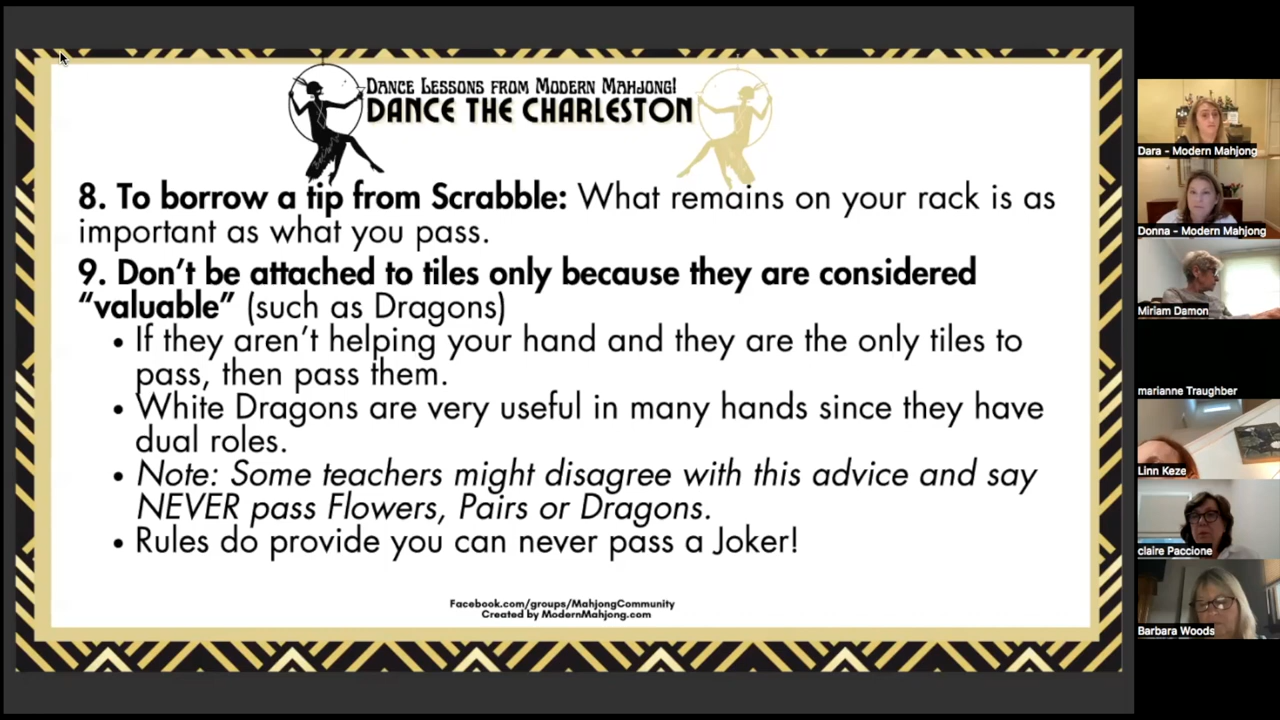 DANCE LESSONS FROM MODERN MAHJONG!
DANCE THE CHARLESTON
8. To borrow a tip from Scrabble: What remains on your rack is as
important as what you pass.
9. Don't be attached to tiles only because they are considered
“valuable” (such as Dragons)
• If they aren't helping your hand and they are the only tiles to
pass, then pass them.
• White Dragons are very useful in many hands since they have
dual roles.
• Note: Some teachers might disagree with this advice and say
NEVER pass Flowers, Pairs or Dragons.
• Rules do provide you can never pass a Joker!
Facebook.com/groups/MahjongCommunity
Created by ModernMahjong.com
Dara - Modern Mahjong
Donna - Modern Mahjong
Miriam Damon
marianne Traughber
Linn Keze
claire Paccione
Barbara Woods